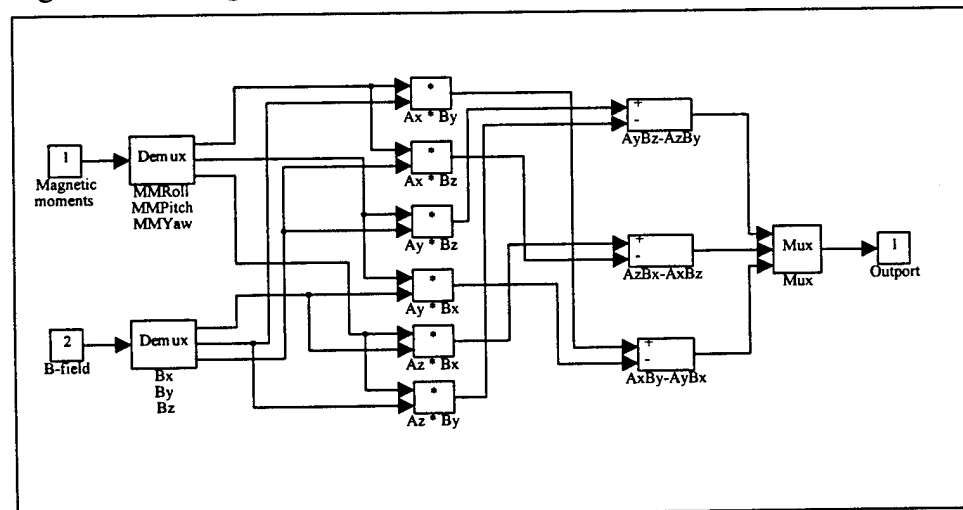 *
Ax * By
+
-
AyBz-AzBy
1
Magnetic
moments
Demux
MMRoll
MMPitch
MMYaw
*
Ax * Bz
*
Ay * Bz
+
-
AzBx-AxBz
Mux
Mux
1
Outport
*
Ay * Bx
2
B-field
Demux
Bx
By
Bz
*
Az * Bx
+
-
AxBy-AyBx
*
Az * By